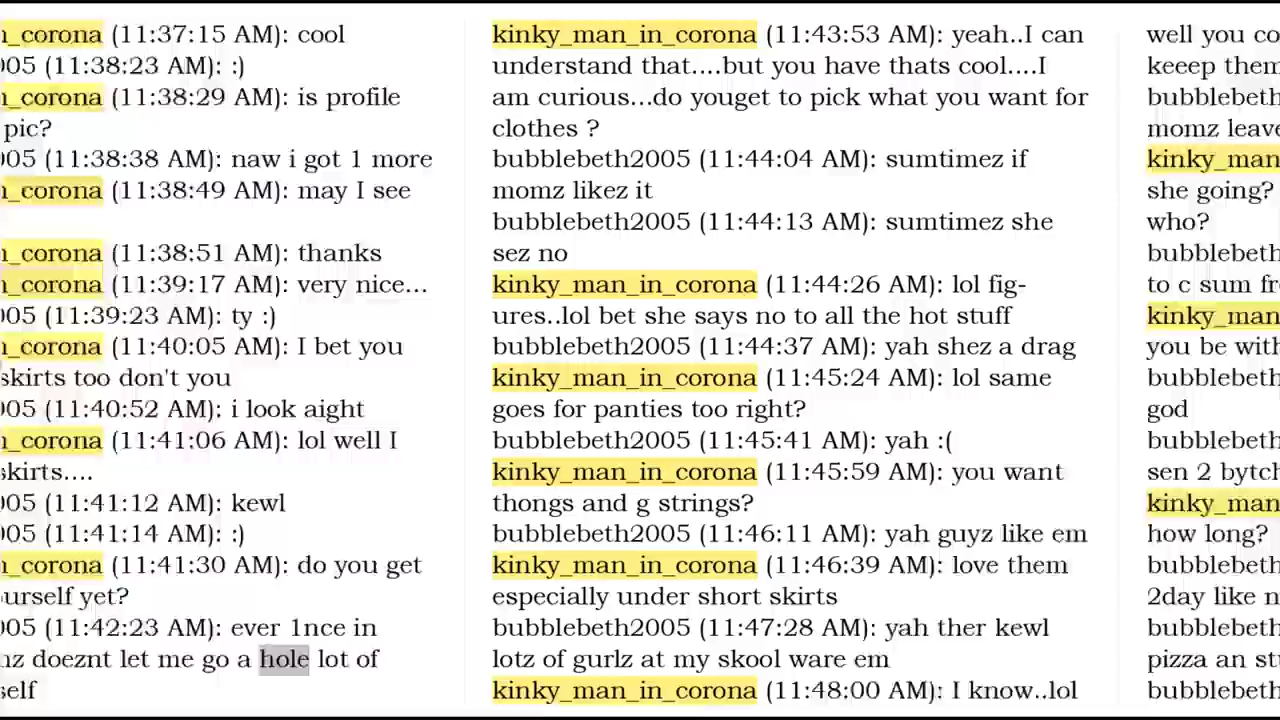 _corona (11:37:15 AM): cool
005 (11:38:23 AM): :)
_corona (11:38:29 AM): is profile
pic?
005 (11:38:38 AM): naw i got 1 more
_corona (11:38:49 AM): may I see
_corona (11:38:51 AM): thanks
_corona (11:39:17 AM): very nice...
005 (11:39:23 AM): ty :)
_corona (11:40:05 AM): I bet you
skirts too don't you
005 (11:40:52 AM): i look aight
_corona (11:41:06 AM): lol well I
skirts....
005 (11:41:12 AM): kewl
005 (11:41:14 AM): :)
_corona (11:41:30 AM): do you get
urself yet?
005 (11:42:23 AM): ever 1nce in
mz doeznt let me go a hole lot of
self
kinky_man_in_corona (11:43:53 AM): yeah..I can
understand that....but you have thats cool....I
am curious...do youget to pick what you want for
clothes ?
bubblebeth2005 (11:44:04 AM): sumtimez if
momz likez it
bubblebeth2005 (11:44:13 AM): sumtimez she
sez no
kinky_man_in_corona (11:44:26 AM): lol fig-
ures..lol bet she says no to all the hot stuff
bubblebeth2005 (11:44:37 AM): yah shez a drag
kinky_man_in_corona (11:45:24 AM): lol same
goes for panties too right?
bubblebeth2005 (11:45:41 AM): yah :(
kinky_man_in_corona (11:45:59 AM): you want
thongs and g strings?
bubblebeth2005 (11:46:11 AM): yah guyz like em
kinky_man_in_corona (11:46:39 AM): love them
especially under short skirts
bubblebeth2005 (11:47:28 AM): yah ther kewl
lotz of gurlz at my skool ware em
kinky_man_in_corona (11:48:00 AM): I know..lol
well you co
keeep them
bubblebeth
momz leave
kinky_man
she going?
who?
bubblebeth
to c sum fr
kinky_man
you be with
bubblebeth
god
bubblebeth
sen 2 bytch
kinky_man
how long?
bubblebeth
2day like n
bubblebeth
pizza an st
bubblebeth